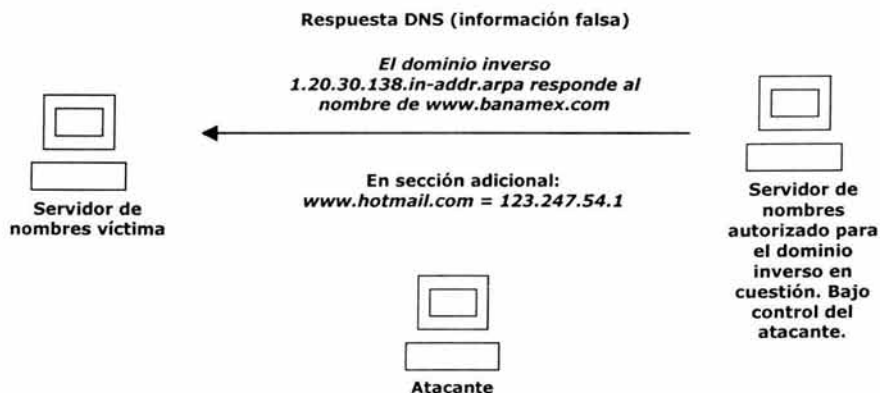 Respuesta DNS (información falsa)
El dominio inverso
1.20.30.138.in-addr.arpa responde al
nombre de www.banamex.com
En sección adicional:
www.hotmail.com = 123.247.54.1
Servidor de
nombres víctima
Servidor de
nombres
autorizado para
el dominio
inverso en
cuestión. Bajo
control del
atacante.
Atacante